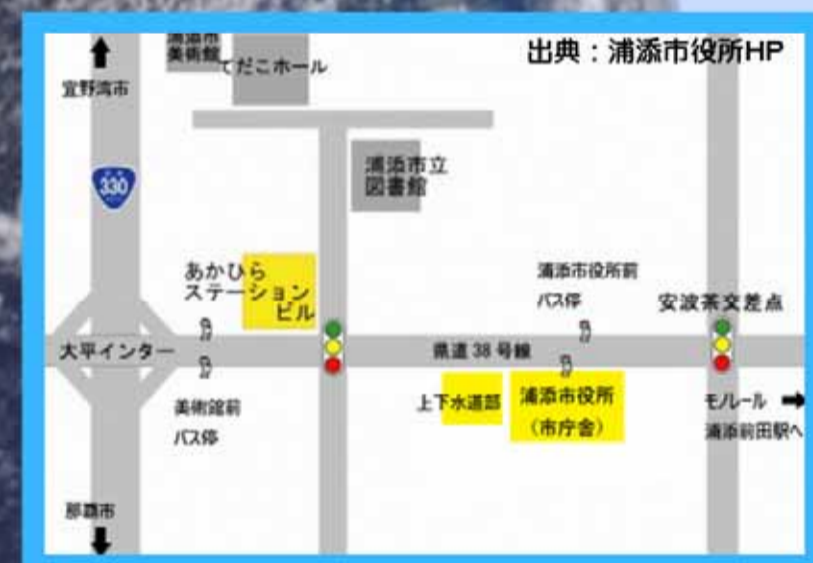 浦添市
美術館
てだこホール
出典：浦添市役所HP
宜野湾市
330
浦添市立
図書館
あかひら
ステーション
ビル
浦添市役所前
バス停
安波茶交差点
大平インター
県道38号線
美術館前
バス停
上下水道部
浦添市役所
（市庁舎）
モノレール
浦添前田駅へ
那覇市